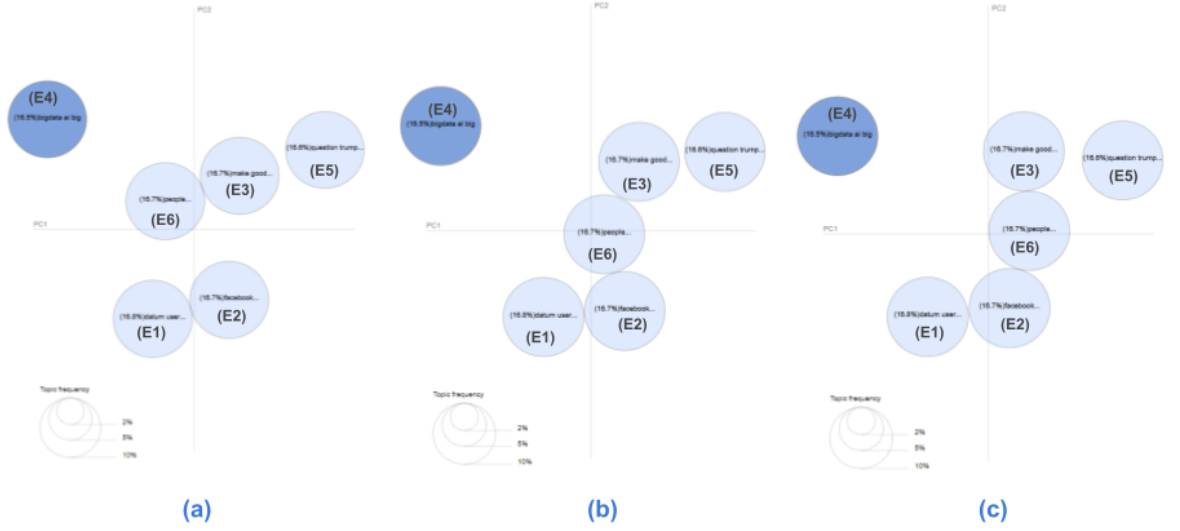 PC2
(E4)
(16.5%)bigdata ai big
(16.6%)question trump...
(E5)
(16.7%)make good...
(E3)
(16.7%)people...
(E6)
PC1
(16.7%)facebook...
(E2)
(16.8%)datum user...
(E1)
Topic frequency
2%
5%
10%
(a)
PC2
(E4)
(16.5%)bigdata ai big
(16.7%)make good...
(E3)
(16.6%)question trump...
(E5)
PC1
(16.7%)people...
(E6)
(16.7%)facebook...
(E2)
(16.8%)datum user...
(E1)
Topic frequency
2%
5%
10%
(b)
PC2
(E4)
(16.5%)bigdata ai big
(16.7%)make good...
(E3)
(16.6%)question trump...
(E5)
PC1
(16.7%)people...
(E6)
(16.7%)facebook...
(E2)
(16.8%)datum user...
(E1)
Topic frequency
2%
5%
10%
(c)